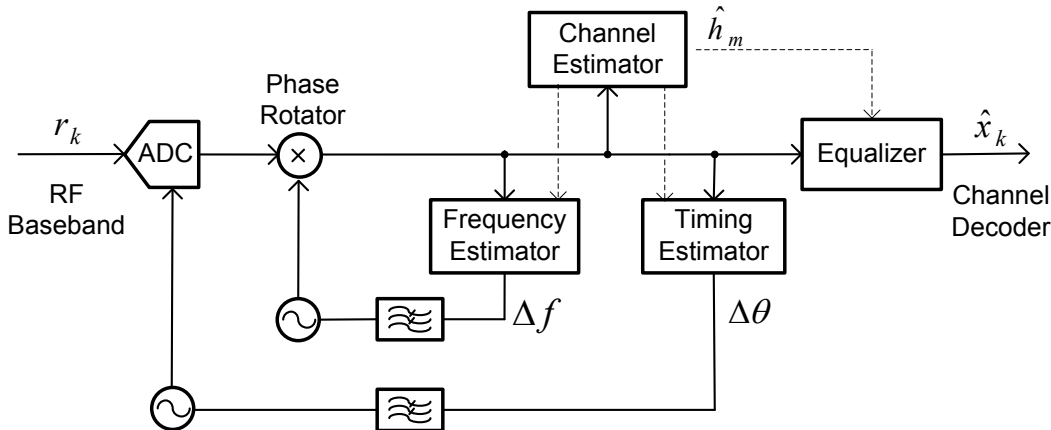 Channel
Estimator
ĥ_m
Phase
Rotator
r_k
ADC
×
Equalizer
x̂_k
RF
Baseband
Frequency
Estimator
Timing
Estimator
Channel
Decoder
Δf
Δθ